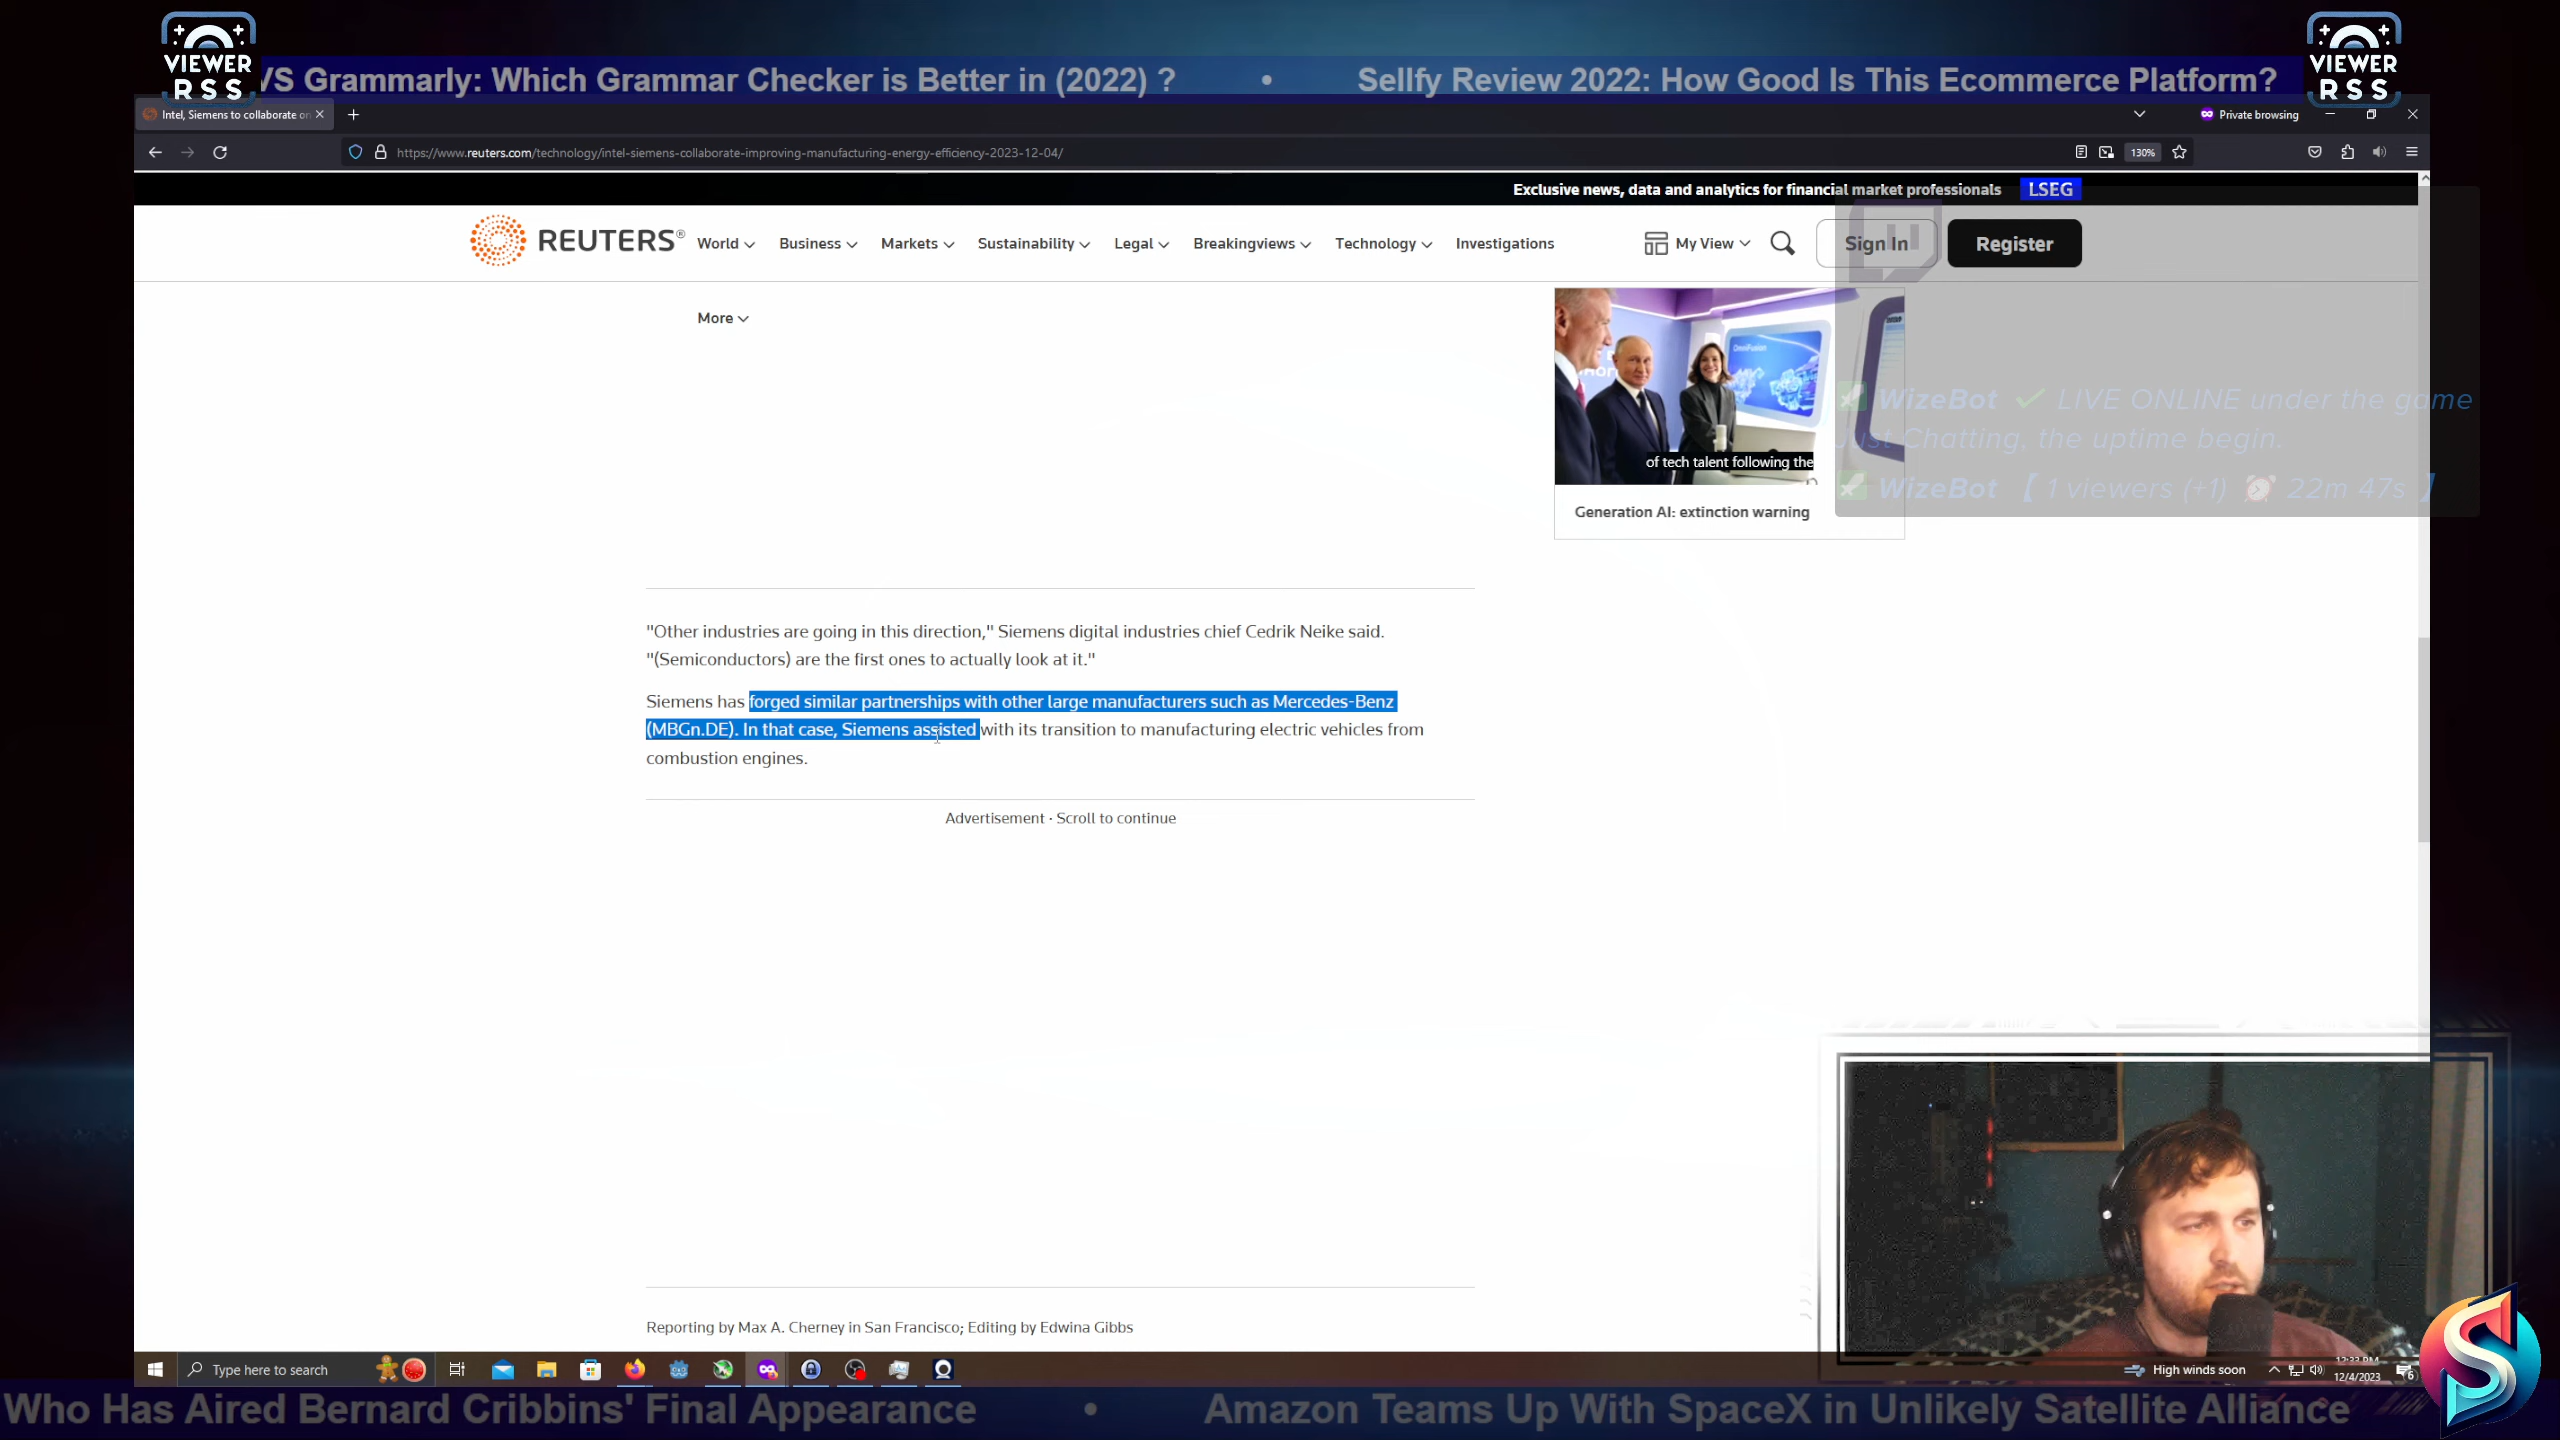 VIEWER
RSS
VS Grammarly: Which Grammar Checker is Better in (2022) ? • Sellfy Review 2022: How Good Is This Ecommerce Platform?
VIEWER
RSS
Intel, Siemens to collaborate on
Private browsing
https://www.reuters.com/technology/intel-siemens-collaborate-improving-manufacturing-energy-efficiency-2023-12-04/
130%
Exclusive news, data and analytics for financial market professionals LSEG
REUTERS® World Business Markets Sustainability Legal Breakingviews Technology Investigations My View Sign In Register
More
OmniFusion
of tech talent following the
Generation AI: extinction warning
WizeBot ✓ LIVE ONLINE under the game
Just Chatting, the uptime begin.
WizeBot 【 1 viewers (+1) ⏰ 22m 47s 】
"Other industries are going in this direction," Siemens digital industries chief Cedrik Neike said.
"(Semiconductors) are the first ones to actually look at it."
Siemens has forged similar partnerships with other large manufacturers such as Mercedes-Benz
(MBGn.DE). In that case, Siemens assisted with its transition to manufacturing electric vehicles from
combustion engines.
Advertisement · Scroll to continue
Reporting by Max A. Cherney in San Francisco; Editing by Edwina Gibbs
Type here to search
High winds soon
12:33 PM
12/4/2023
6
Who Has Aired Bernard Cribbins' Final Appearance • Amazon Teams Up With SpaceX in Unlikely Satellite Alliance